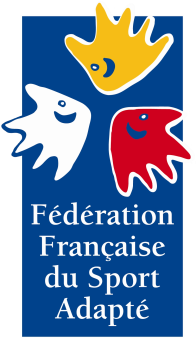 Fédération
Française
du Sport
Adapté